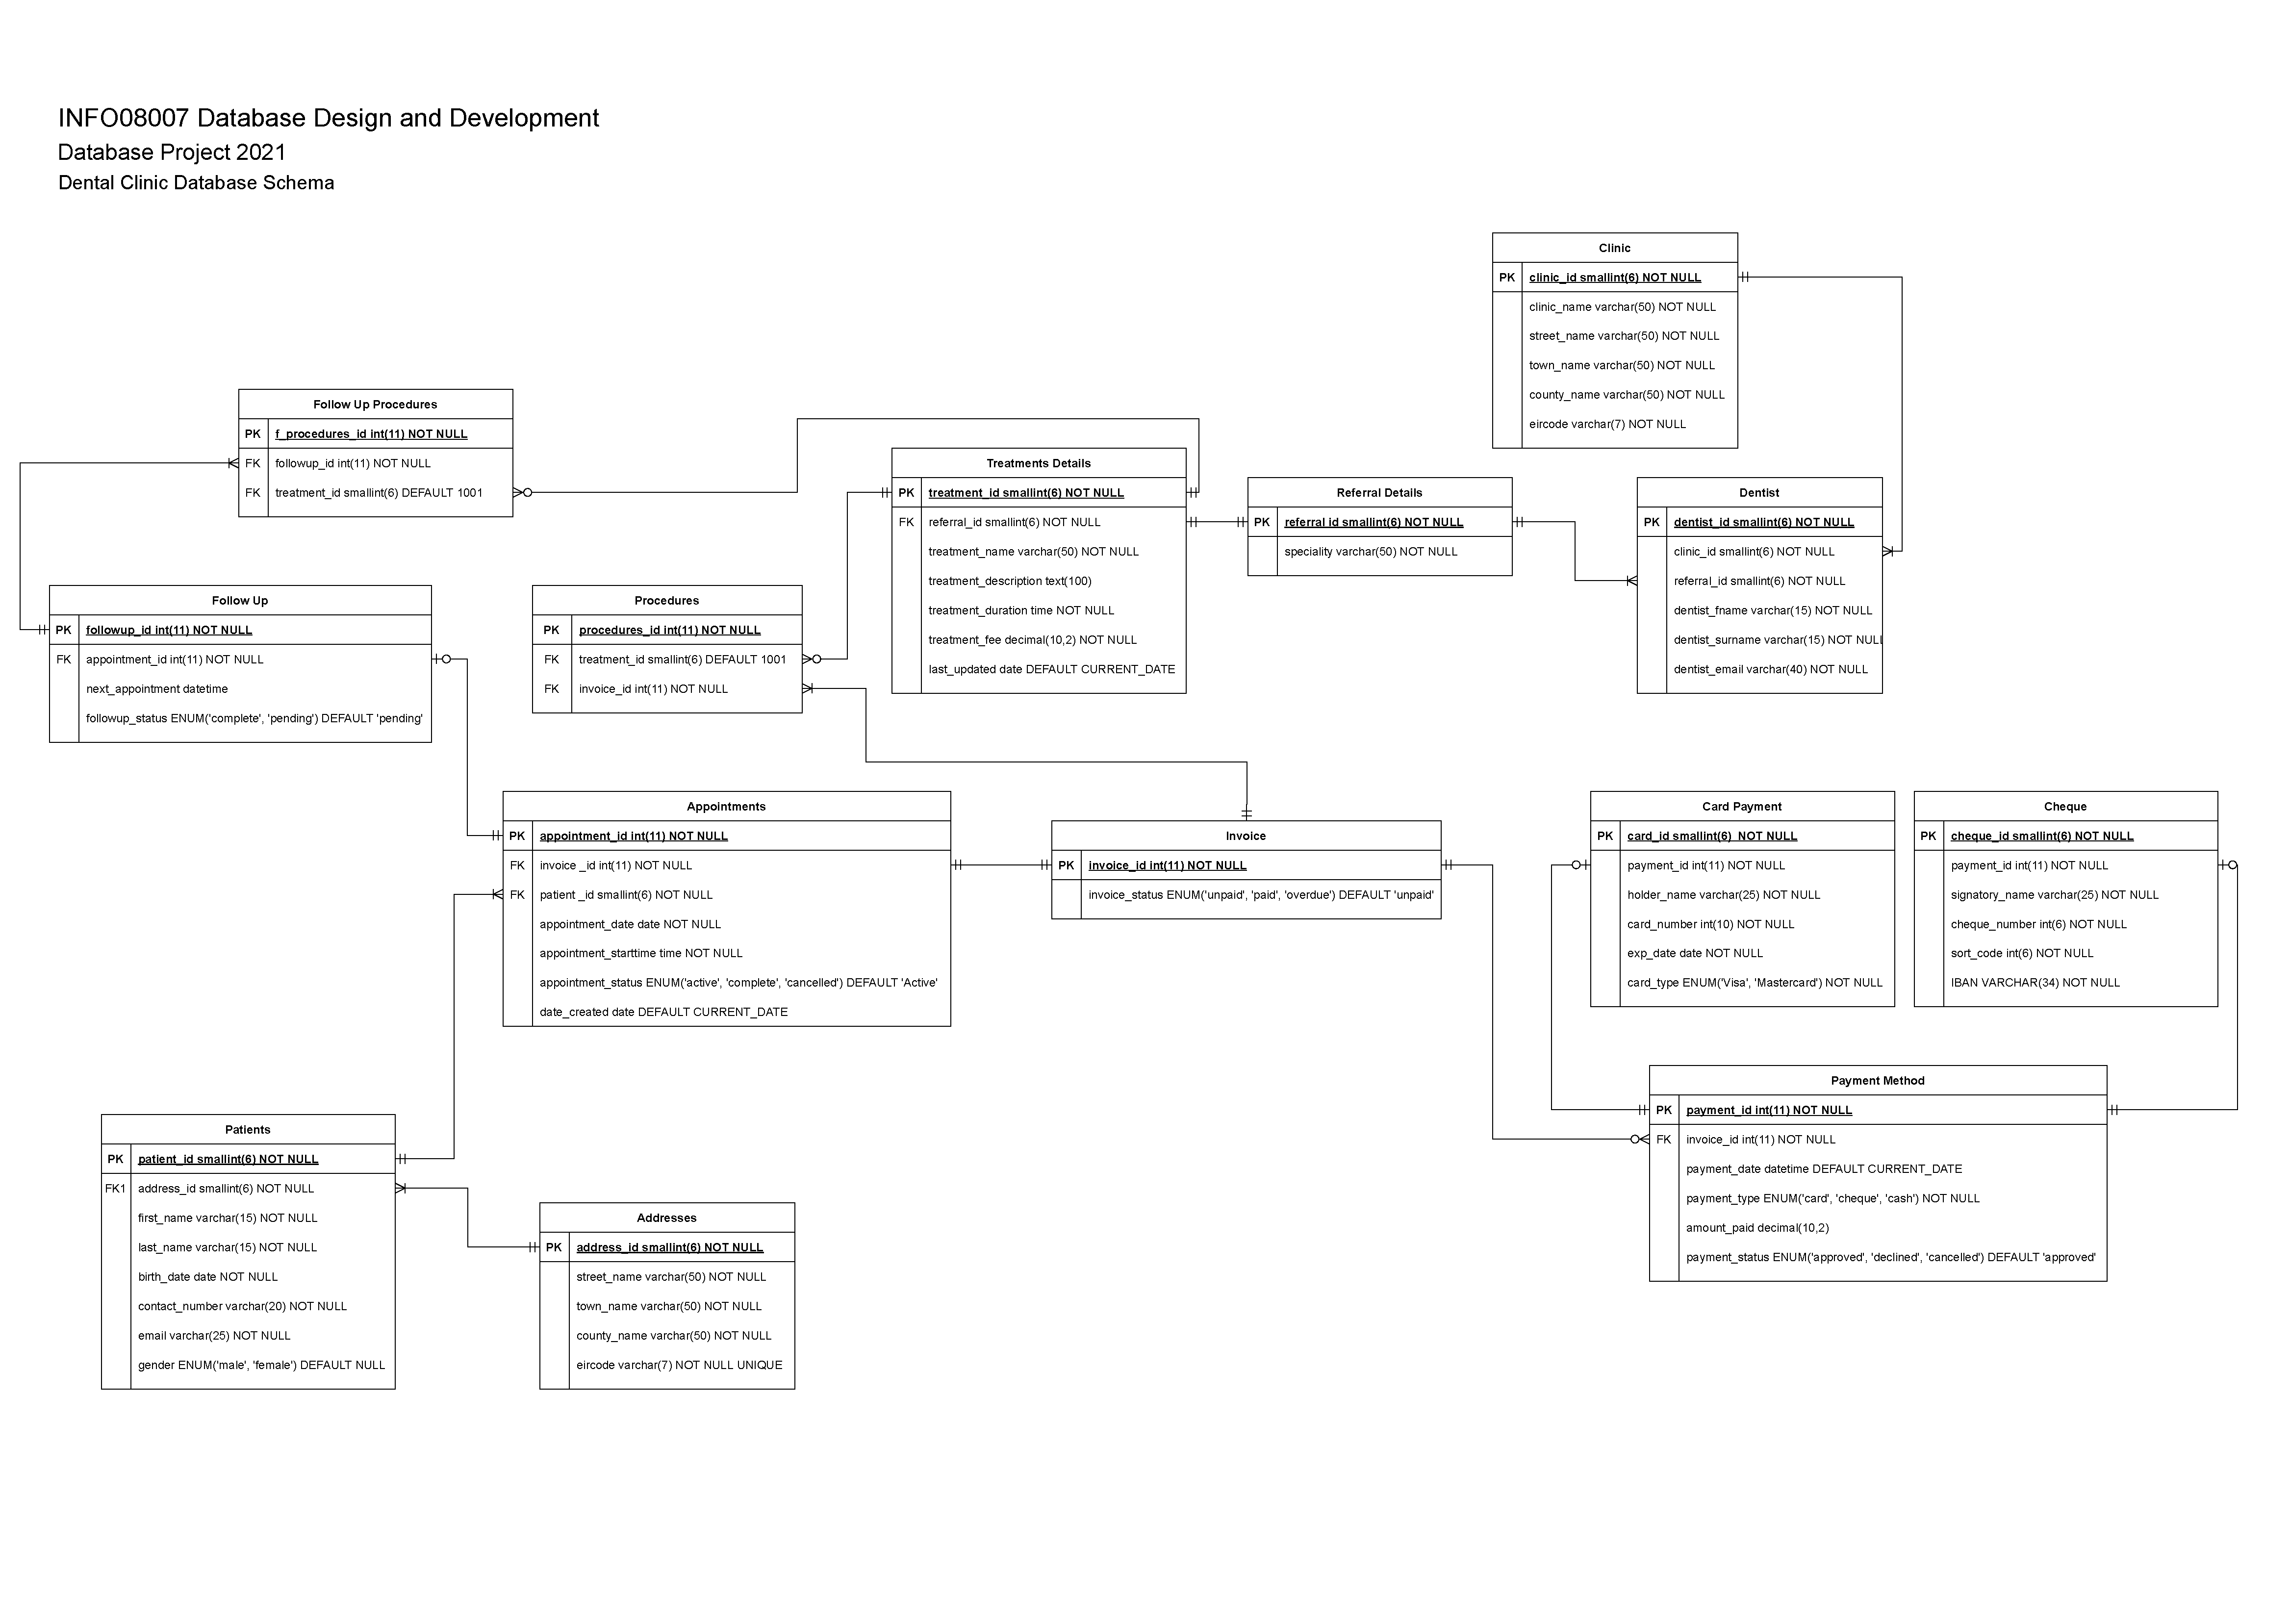 INFO08007 Database Design and Development
Database Project 2021
Dental Clinic Database Schema
Clinic
PK clinic_id smallint(6) NOT NULL
clinic_name varchar(50) NOT NULL
street_name varchar(50) NOT NULL
town_name varchar(50) NOT NULL
county_name varchar(50) NOT NULL
eircode varchar(7) NOT NULL
Follow Up Procedures
PK f_procedures_id int(11) NOT NULL
FK followup_id int(11) NOT NULL
FK treatment_id smallint(6) DEFAULT 1001
Treatments Details
PK treatment_id smallint(6) NOT NULL
FK referral_id smallint(6) NOT NULL
treatment_name varchar(50) NOT NULL
treatment_description text(100)
treatment_duration time NOT NULL
treatment_fee decimal(10,2) NOT NULL
last_updated date DEFAULT CURRENT_DATE
Referral Details
PK referral id smallint(6) NOT NULL
speciality varchar(50) NOT NULL
Dentist
PK dentist_id smallint(6) NOT NULL
clinic_id smallint(6) NOT NULL
referral_id smallint(6) NOT NULL
dentist_fname varchar(15) NOT NULL
dentist_surname varchar(15) NOT NULL
dentist_email varchar(40) NOT NULL
Follow Up
PK followup_id int(11) NOT NULL
FK appointment_id int(11) NOT NULL
next_appointment datetime
followup_status ENUM('complete', 'pending') DEFAULT 'pending'
Procedures
PK procedures_id int(11) NOT NULL
FK treatment_id smallint(6) DEFAULT 1001
FK invoice_id int(11) NOT NULL
Appointments
PK appointment_id int(11) NOT NULL
FK invoice _id int(11) NOT NULL
FK patient _id smallint(6) NOT NULL
appointment_date date NOT NULL
appointment_starttime time NOT NULL
appointment_status ENUM('active', 'complete', 'cancelled') DEFAULT 'Active'
date_created date DEFAULT CURRENT_DATE
Invoice
PK invoice_id int(11) NOT NULL
invoice_status ENUM('unpaid', 'paid', 'overdue') DEFAULT 'unpaid'
Card Payment
PK card_id smallint(6) NOT NULL
payment_id int(11) NOT NULL
holder_name varchar(25) NOT NULL
card_number int(10) NOT NULL
exp_date date NOT NULL
card_type ENUM('Visa', 'Mastercard') NOT NULL
Cheque
PK cheque_id smallint(6) NOT NULL
payment_id int(11) NOT NULL
signatory_name varchar(25) NOT NULL
cheque_number int(6) NOT NULL
sort_code int(6) NOT NULL
IBAN VARCHAR(34) NOT NULL
Payment Method
PK payment_id int(11) NOT NULL
FK invoice_id int(11) NOT NULL
payment_date datetime DEFAULT CURRENT_DATE
payment_type ENUM('card', 'cheque', 'cash') NOT NULL
amount_paid decimal(10,2)
payment_status ENUM('approved', 'declined', 'cancelled') DEFAULT 'approved'
Patients
PK patient_id smallint(6) NOT NULL
FK1 address_id smallint(6) NOT NULL
first_name varchar(15) NOT NULL
last_name varchar(15) NOT NULL
birth_date date NOT NULL
contact_number varchar(20) NOT NULL
email varchar(25) NOT NULL
gender ENUM('male', 'female') DEFAULT NULL
Addresses
PK address_id smallint(6) NOT NULL
street_name varchar(50) NOT NULL
town_name varchar(50) NOT NULL
county_name varchar(50) NOT NULL
eircode varchar(7) NOT NULL UNIQUE